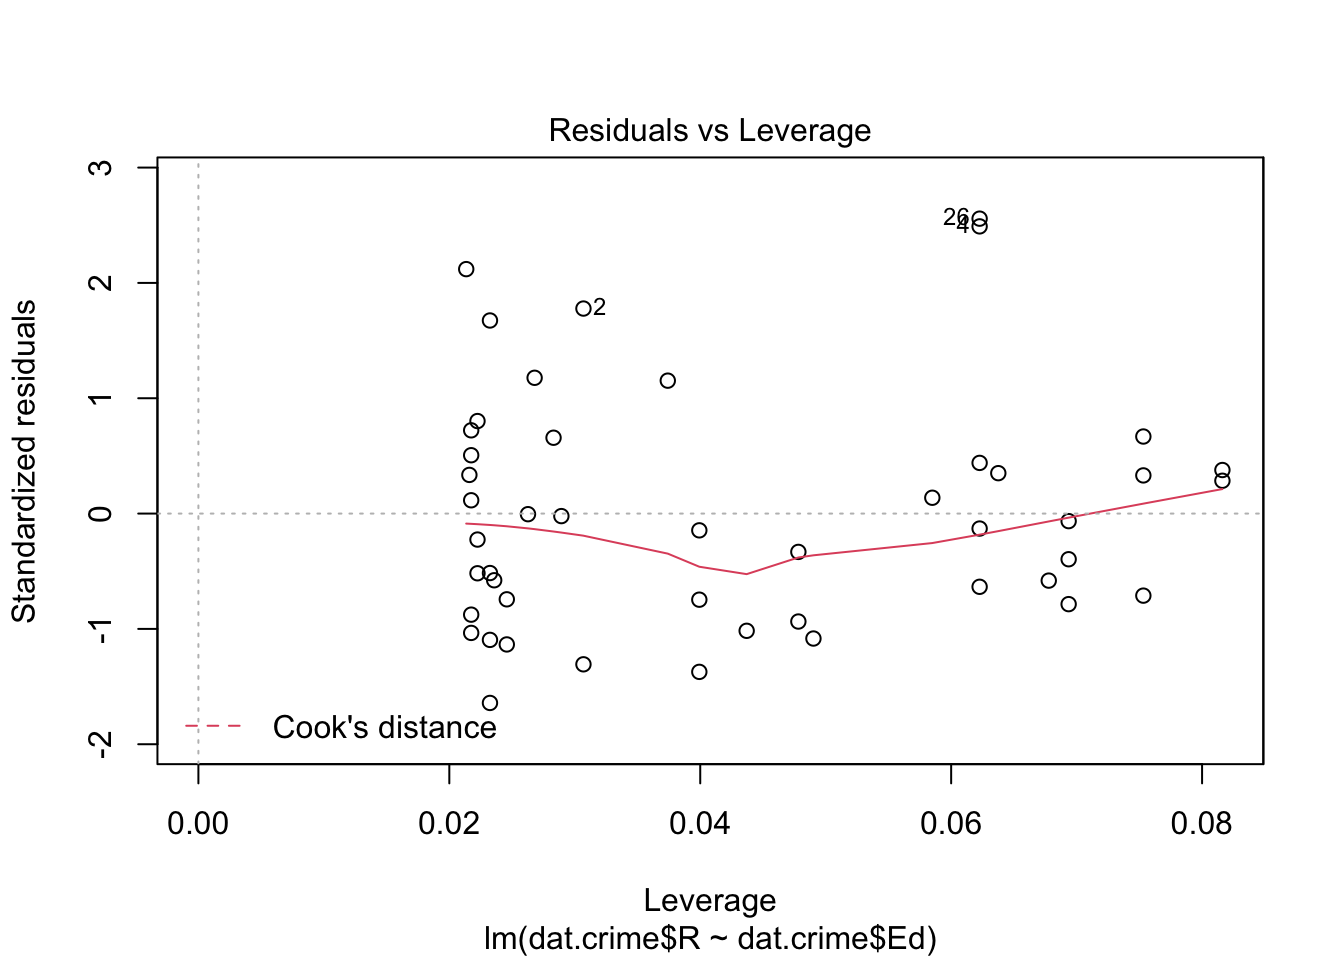 Residuals vs Leverage
Standardized residuals
3
2
1
0
-1
-2
26
4
2
Cook's distance
0.00 0.02 0.04 0.06 0.08
Leverage
lm(dat.crime$R ~ dat.crime$Ed)